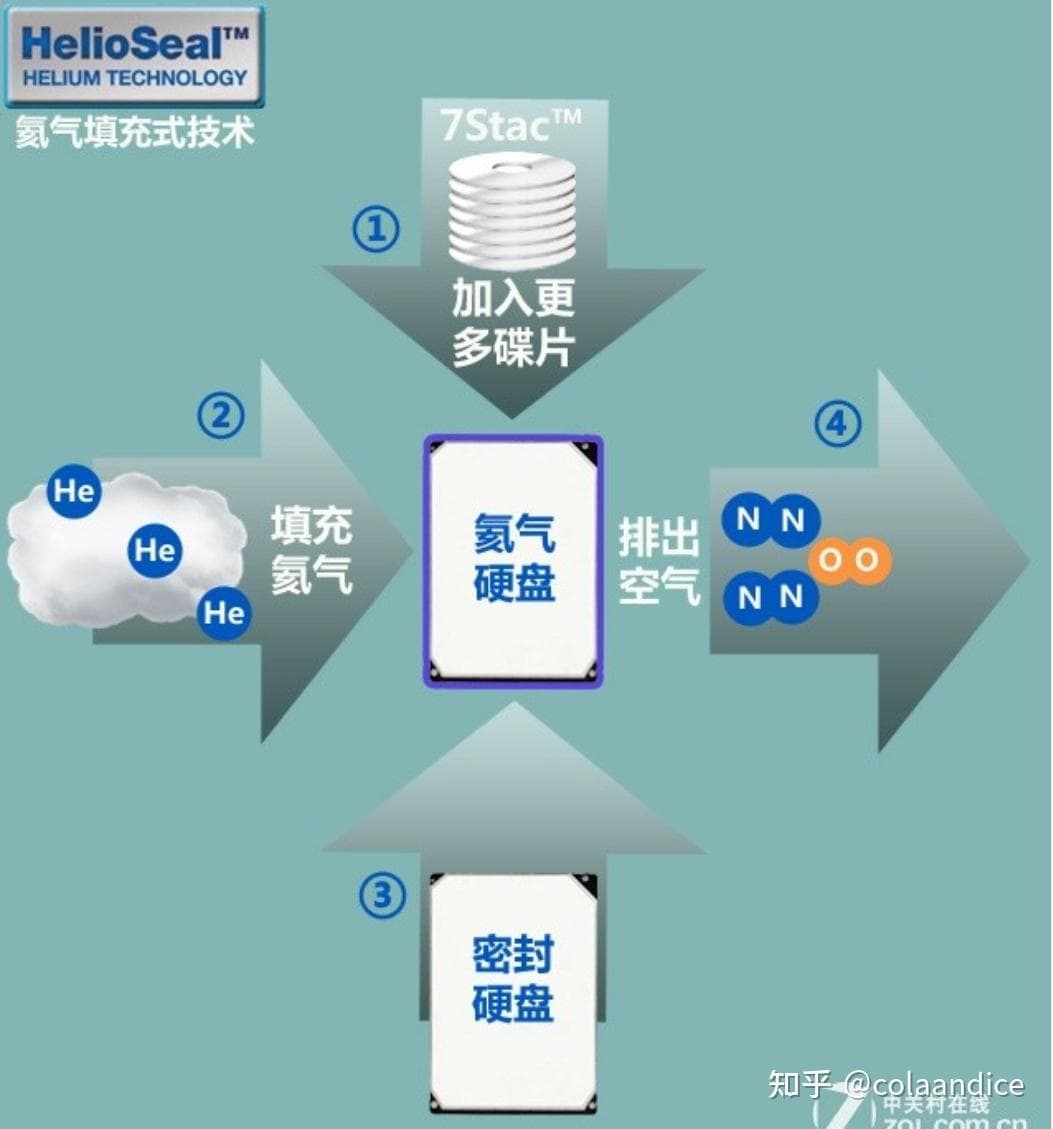 HelioSeal™
HELIUM TECHNOLOGY
氦气填充式技术
7Stac™
①
加入更
多碟片
②
He
He
He
填充
氦气
氦气
硬盘
排出
空气
④
N N
O O
N N
③
密封
硬盘
知乎 @colaandice
中关村在线
zol.com.cn